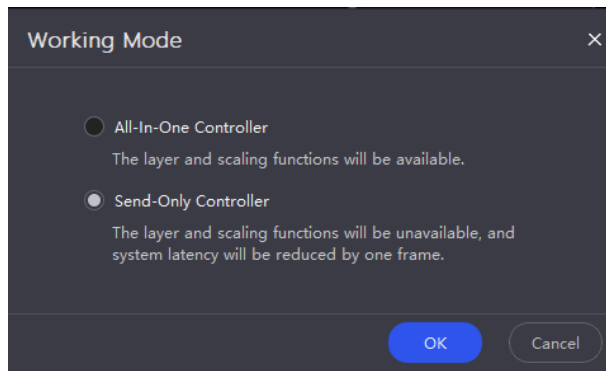 Working Mode
All-In-One Controller
The layer and scaling functions will be available.
Send-Only Controller
The layer and scaling functions will be unavailable, and
system latency will be reduced by one frame.
OK
Cancel